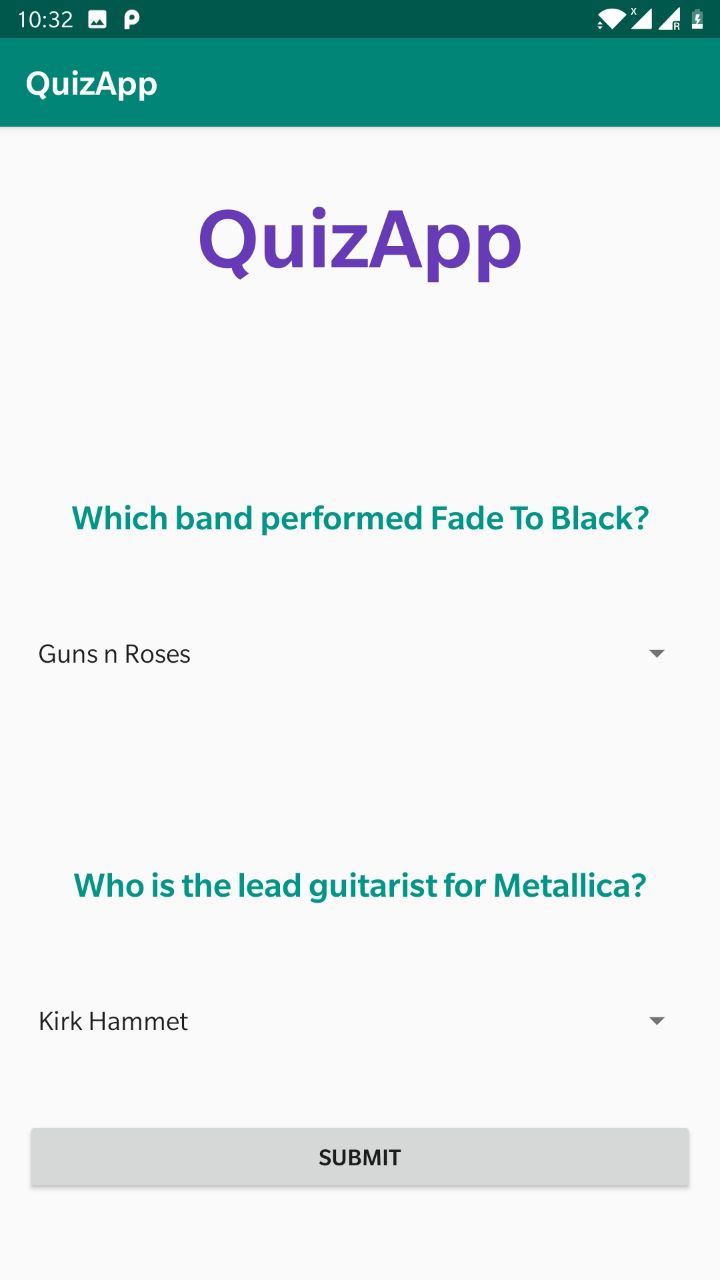 10:32
QuizApp
QuizApp
Which band performed Fade To Black?
Guns n Roses
Who is the lead guitarist for Metallica?
Kirk Hammet
SUBMIT